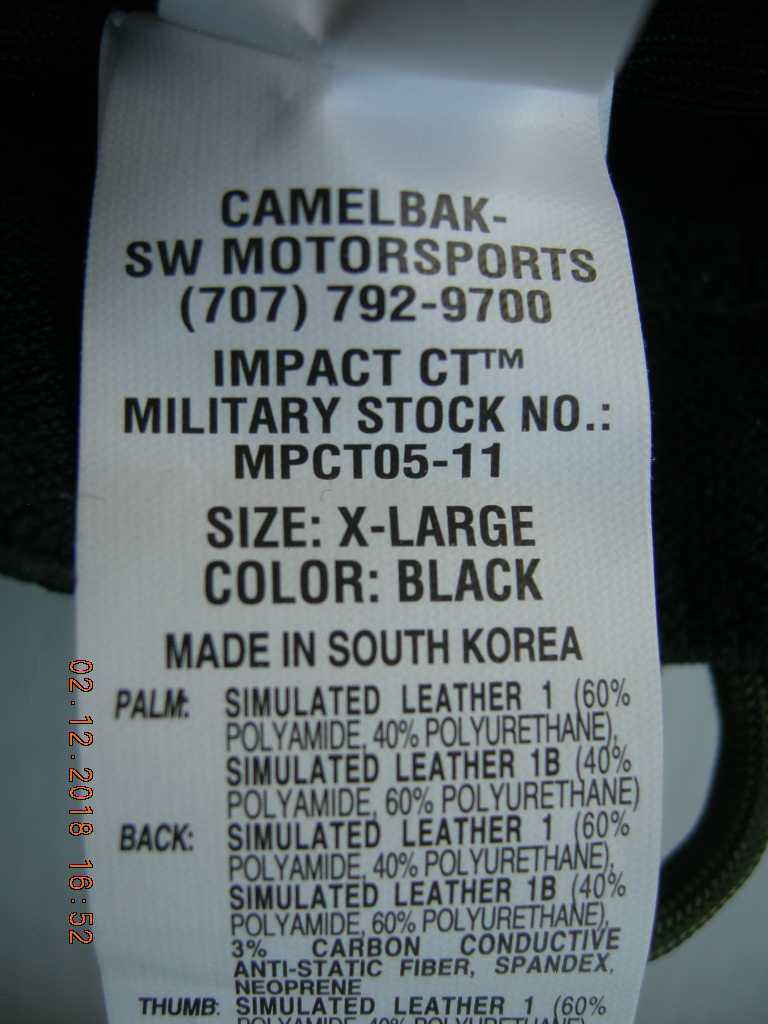 CAMELBAK-
SW MOTORSPORTS
(707) 792-9700
IMPACT CT™
MILITARY STOCK NO.:
MPCT05-11
SIZE: X-LARGE
COLOR: BLACK
MADE IN SOUTH KOREA
PALM: SIMULATED LEATHER 1 (60%
POLYAMIDE, 40% POLYURETHANE),
SIMULATED LEATHER 1B (40%
POLYAMIDE, 60% POLYURETHANE)
BACK: SIMULATED LEATHER 1 (60%
POLYAMIDE, 40% POLYURETHANE),
SIMULATED LEATHER 1B (40%
POLYAMIDE, 60% POLYURETHANE),
3% CARBON CONDUCTIVE
ANTI-STATIC FIBER, SPANDEX,
NEOPRENE
THUMB: SIMULATED LEATHER 1 (60%
POLYAMIDE, 40% POLYURETHANE)
02.12.2018 16:52